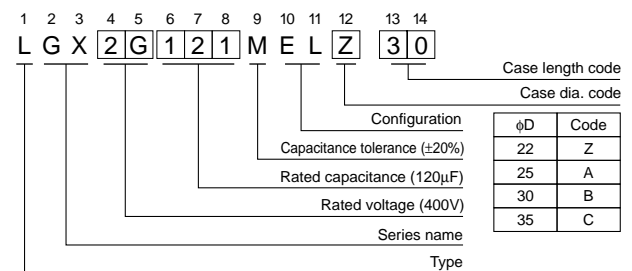 1 2 3 4 5 6 7 8 9 10 11 12 13 14
L G X 2 G 1 2 1 M E L Z 3 0
Case length code
Case dia. code
Configuration
Capacitance tolerance (±20%)
Rated capacitance (120μF)
Rated voltage (400V)
Series name
Type
ϕD Code
22 Z
25 A
30 B
35 C